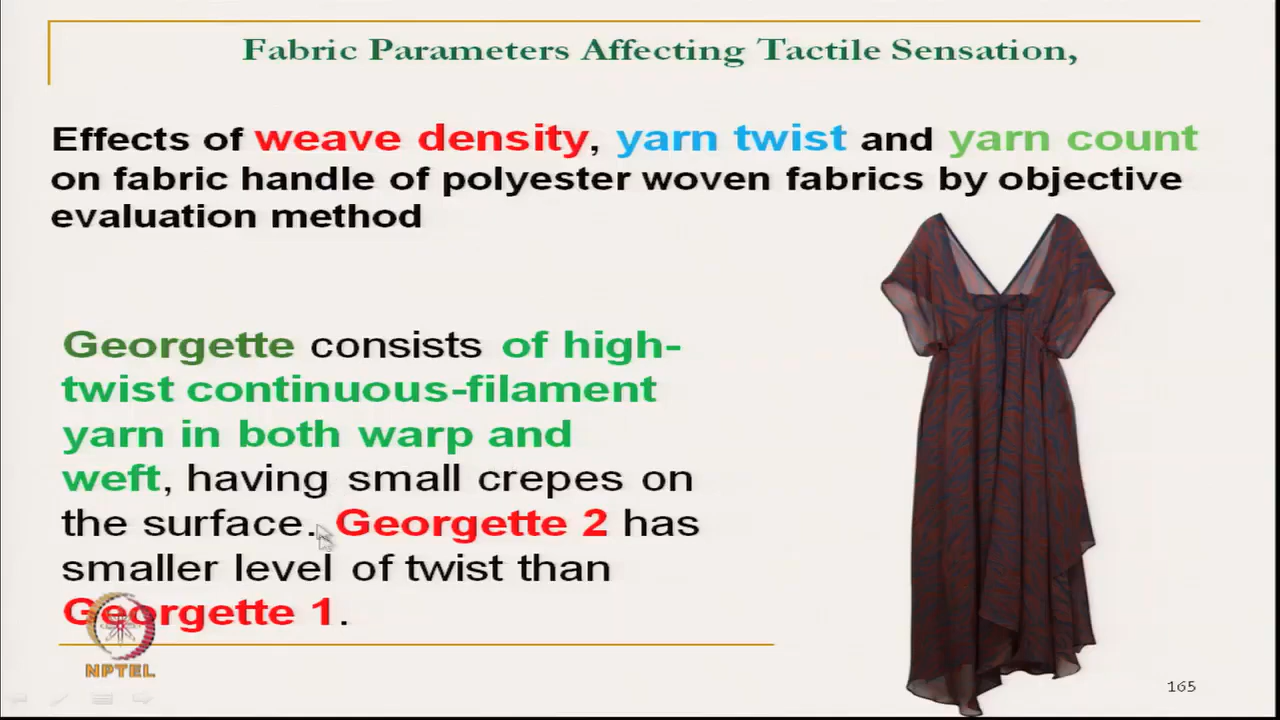 Fabric Parameters Affecting Tactile Sensation,
Effects of weave density, yarn twist and yarn count
on fabric handle of polyester woven fabrics by objective
evaluation method
Georgette consists of high-
twist continuous-filament
yarn in both warp and
weft, having small crepes on
the surface. Georgette 2 has
smaller level of twist than
Georgette 1.
NPTEL
165